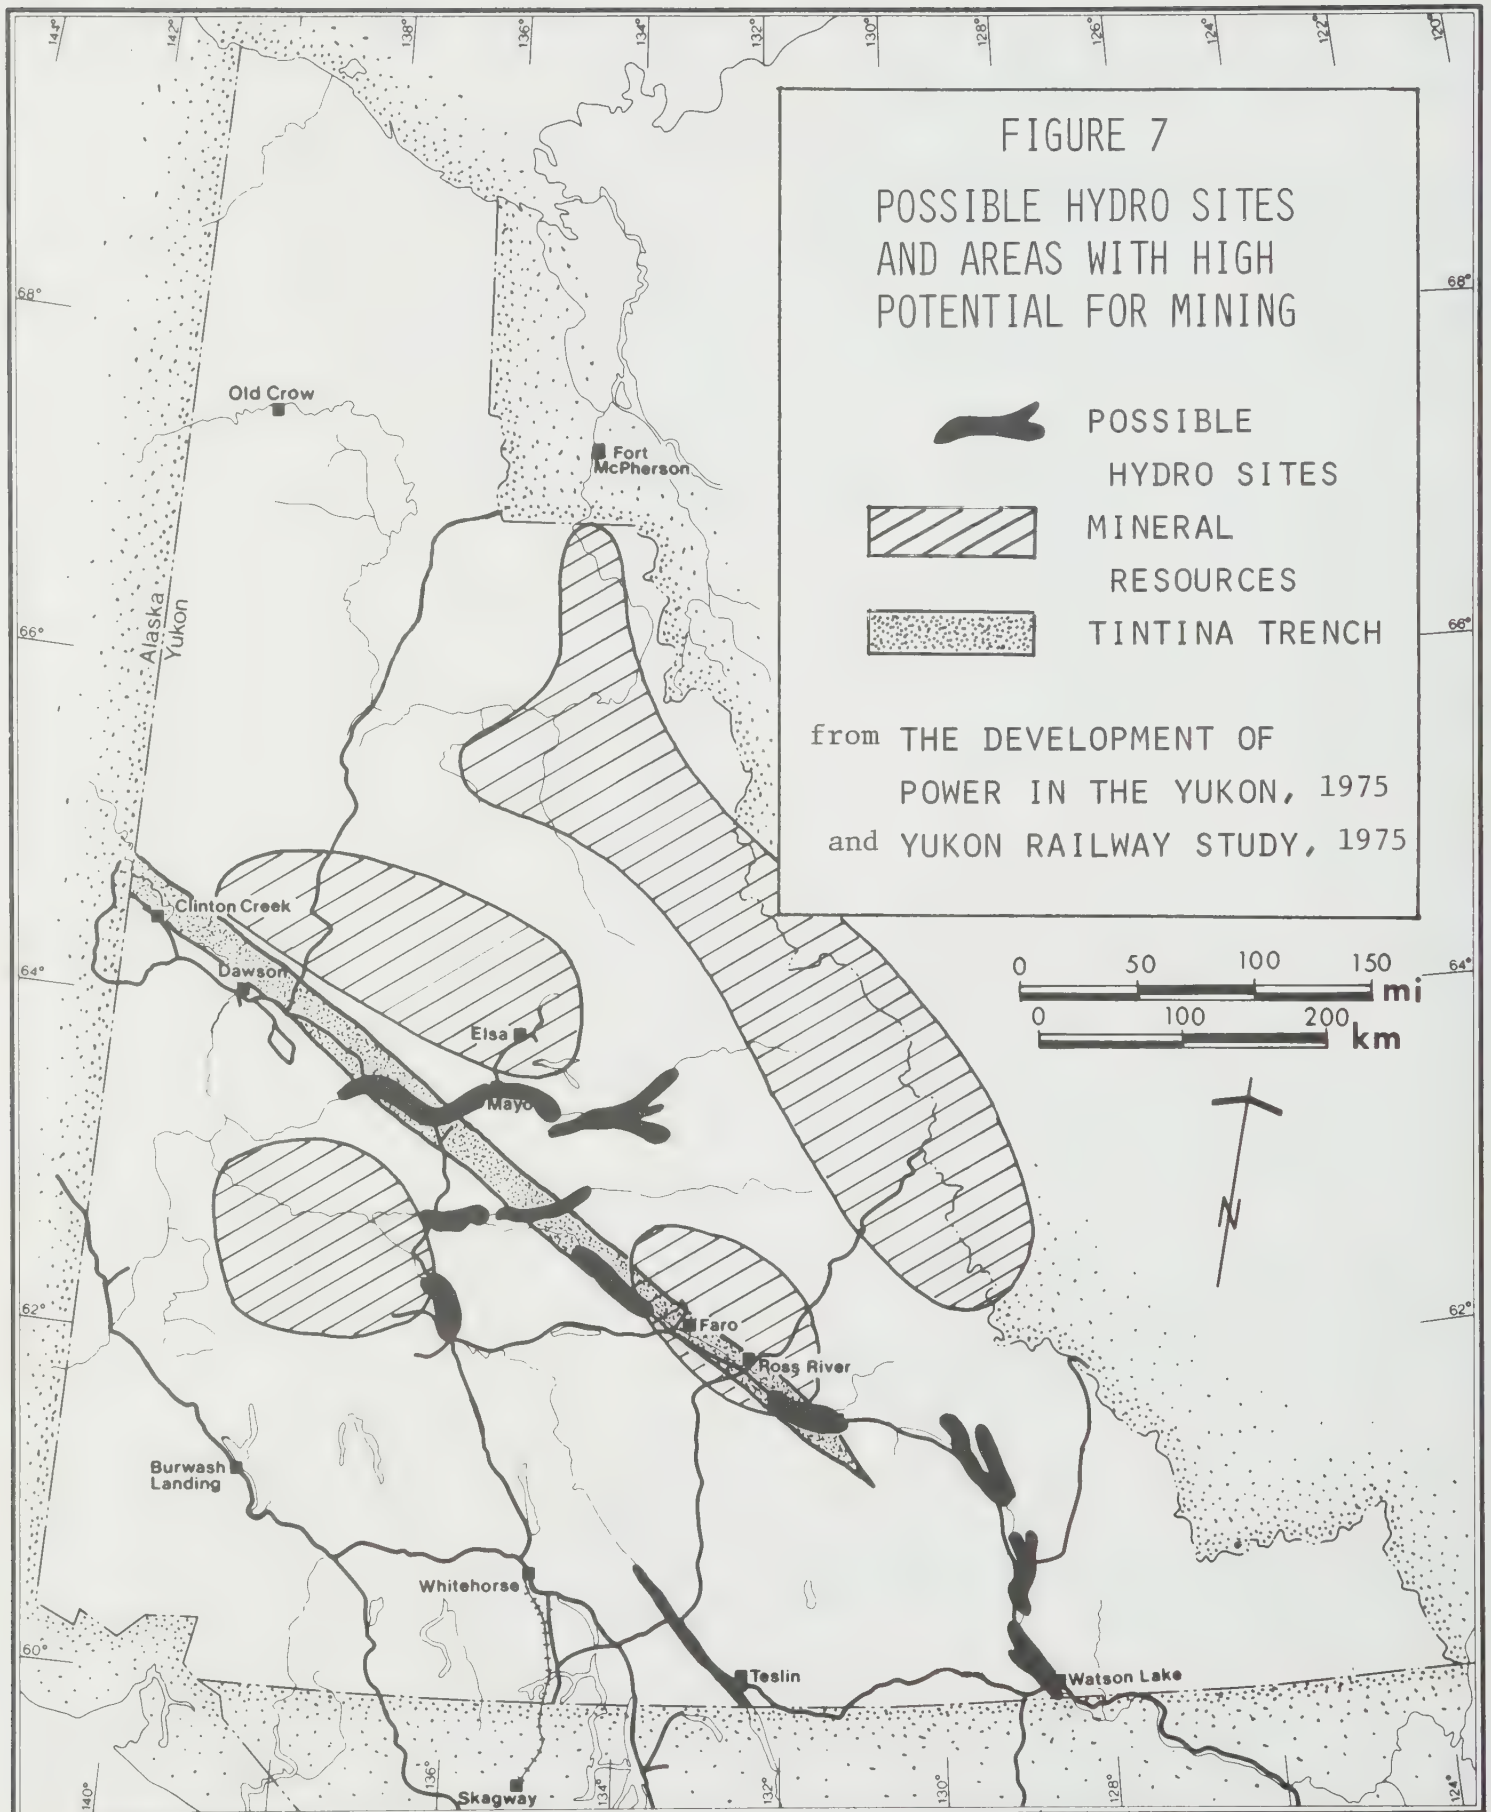 144° 142° 138° 136° 134° 132° 130° 128° 126° 124° 122° 120°
FIGURE 7
POSSIBLE HYDRO SITES
AND AREAS WITH HIGH
POTENTIAL FOR MINING
POSSIBLE
HYDRO SITES
MINERAL
RESOURCES
TINTINA TRENCH
from THE DEVELOPMENT OF
POWER IN THE YUKON, 1975
and YUKON RAILWAY STUDY, 1975
68°
68°
Old Crow
Fort
McPherson
Alaska
Yukon
66°
66°
Clinton Creek
Dawson
64°
64°
0 50 100 150 mi
0 100 200 km
Elsa
Mayo
N
62°
62°
Faro
Ross River
Burwash
Landing
Whitehorse
60°
Teslin
Watson Lake
Skagway
140° 136° 134° 132° 130° 128° 124°